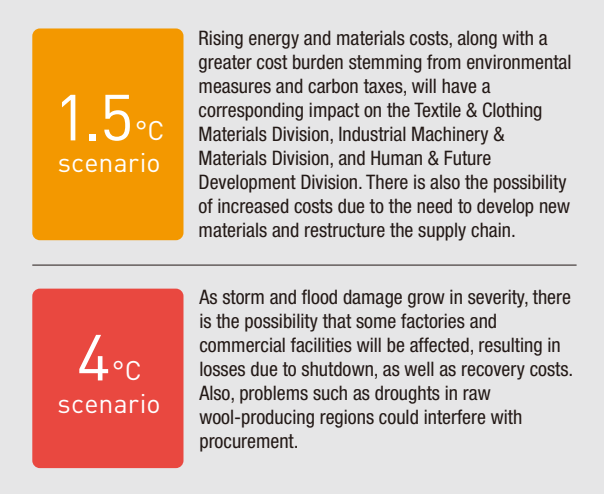 1.5°C
scenario
Rising energy and materials costs, along with a
greater cost burden stemming from environmental
measures and carbon taxes, will have a
corresponding impact on the Textile & Clothing
Materials Division, Industrial Machinery &
Materials Division, and Human & Future
Development Division. There is also the possibility
of increased costs due to the need to develop new
materials and restructure the supply chain.
4°C
scenario
As storm and flood damage grow in severity, there
is the possibility that some factories and
commercial facilities will be affected, resulting in
losses due to shutdown, as well as recovery costs.
Also, problems such as droughts in raw
wool-producing regions could interfere with
procurement.